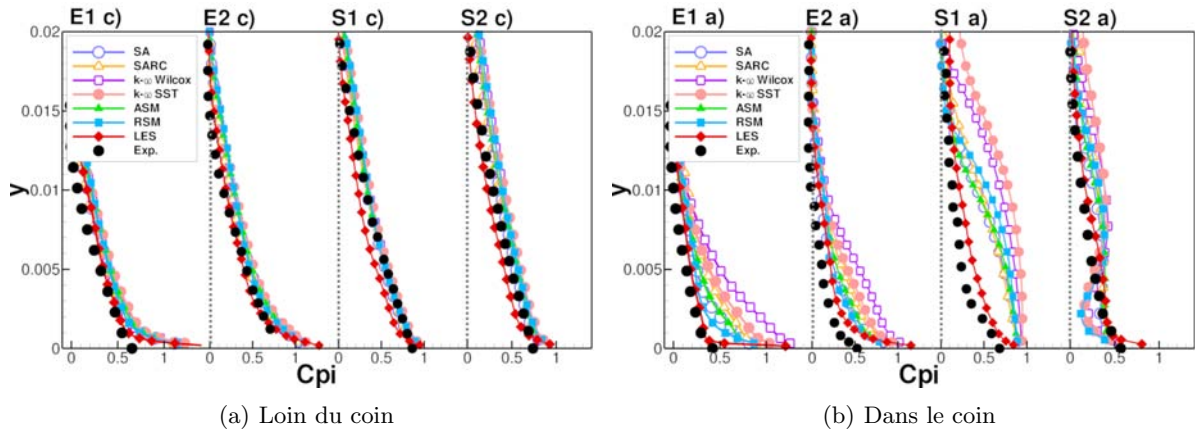 E1 c) E2 c) S1 c) S2 c)
0.02
0.015
0.01
0.005
0
y
SA
SARC
k-ω Wilcox
k-ω SST
ASM
RSM
LES
Exp.
0 0.5 0 0.5 0 0.5 1 0 0.5 1
Cpi
(a) Loin du coin
E1 a) E2 a) S1 a) S2 a)
0.02
0.015
0.01
0.005
0
y
SA
SARC
k-ω Wilcox
k-ω SST
ASM
RSM
LES
Exp.
0 0.5 1 0 0.5 1 0 0.5 1 0 1
Cpi
(b) Dans le coin